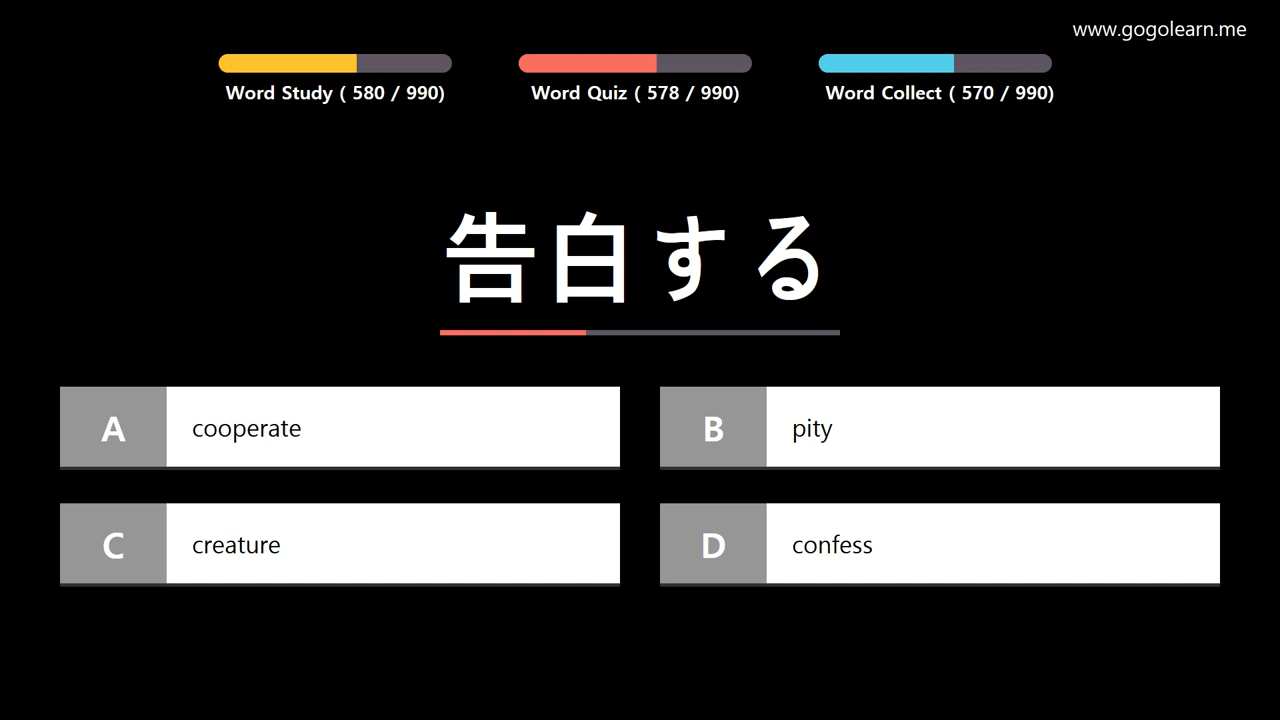 www.gogolearn.me
Word Study ( 580 / 990)
Word Quiz ( 578 / 990)
Word Collect ( 570 / 990)
告白する
A cooperate
B pity
C creature
D confess